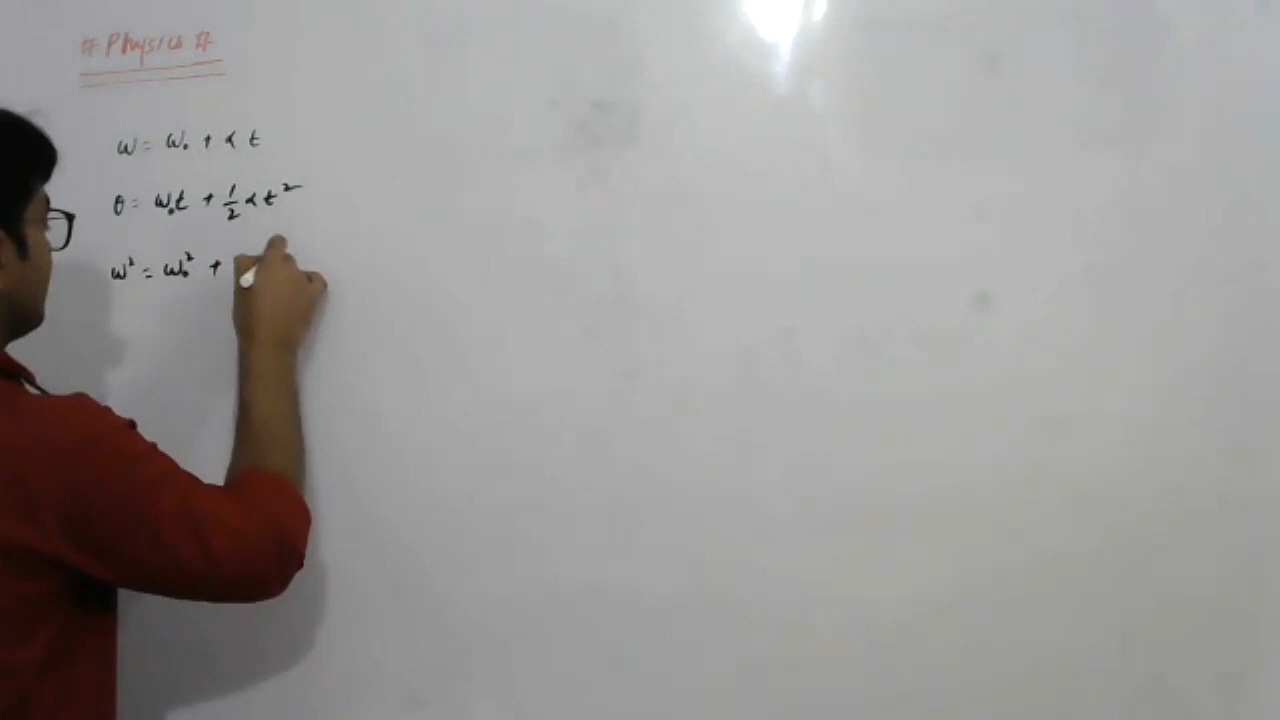 # Physics #
ω = ω₀ + α t
θ = ω₀t + 1/2 α t²
ω² = ω₀² +